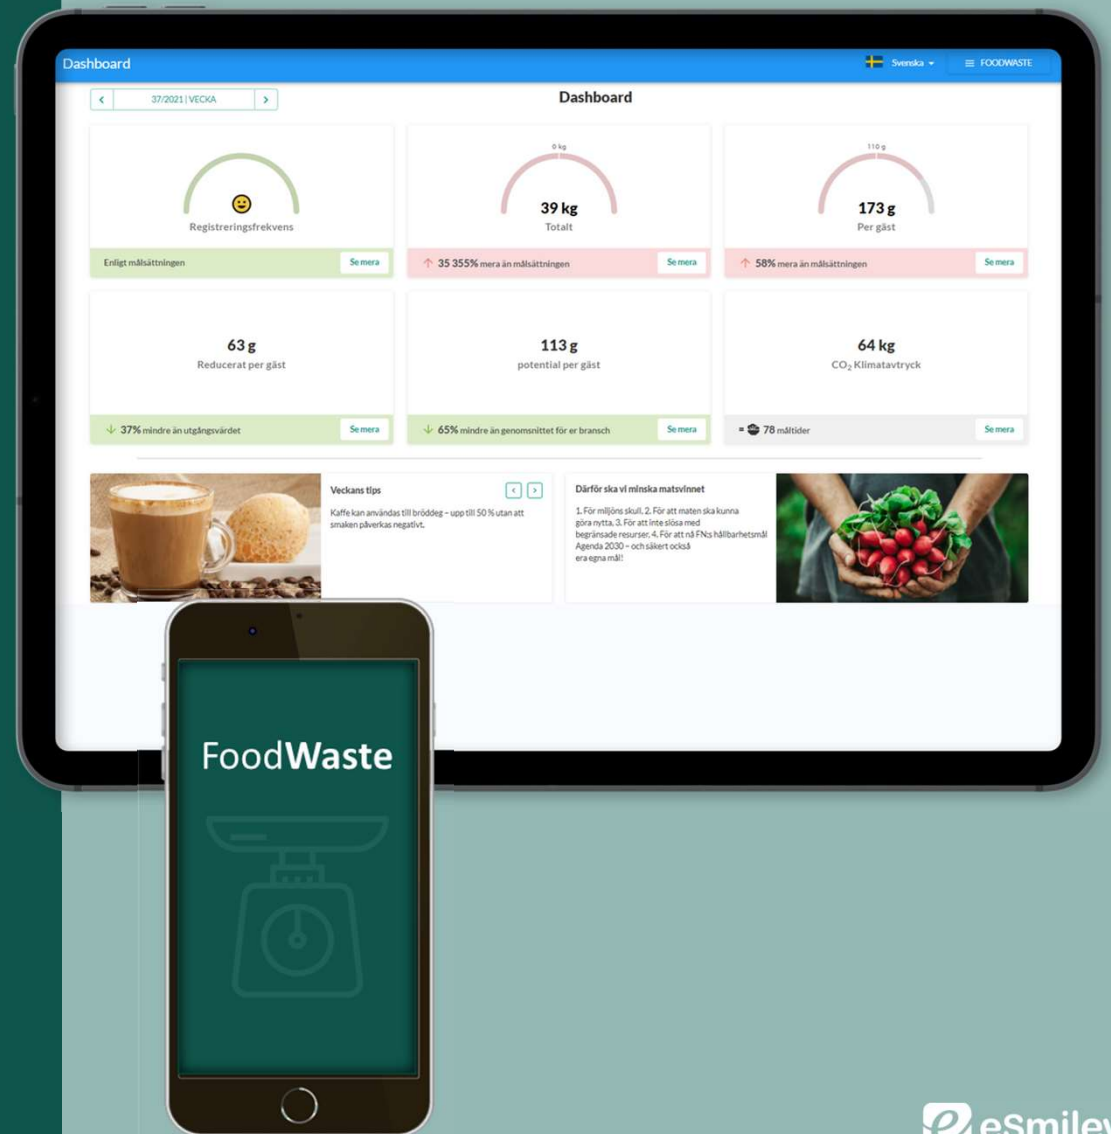 Dashboard
Svenska
FOODWASTE
37/2021 | VECKA
Dashboard
Registreringsfrekvens
Enligt målsättningen
Se mera
0 kg
39 kg
Totalt
35 355% mera än målsättningen
Se mera
110 g
173 g
Per gäst
58% mera än målsättningen
Se mera
63 g
Reducerat per gäst
37% mindre än utgångsvärdet
Se mera
113 g
potential per gäst
65% mindre än genomsnittet för er bransch
Se mera
64 kg
CO₂ Klimatavtryck
= 78 måltider
Se mera
Veckans tips
Kaffe kan användas till bröddeg – upp till 50 % utan att
smaken påverkas negativt.
Därför ska vi minska matsvinnet
1. För miljöns skull. 2. För att maten ska kunna
göra nytta, 3. För att inte slösa med
begränsade resurser, 4. För att nå FN:s hållbarhetsmål
Agenda 2030 – och säkert också
era egna mål!
FoodWaste
eSmiley